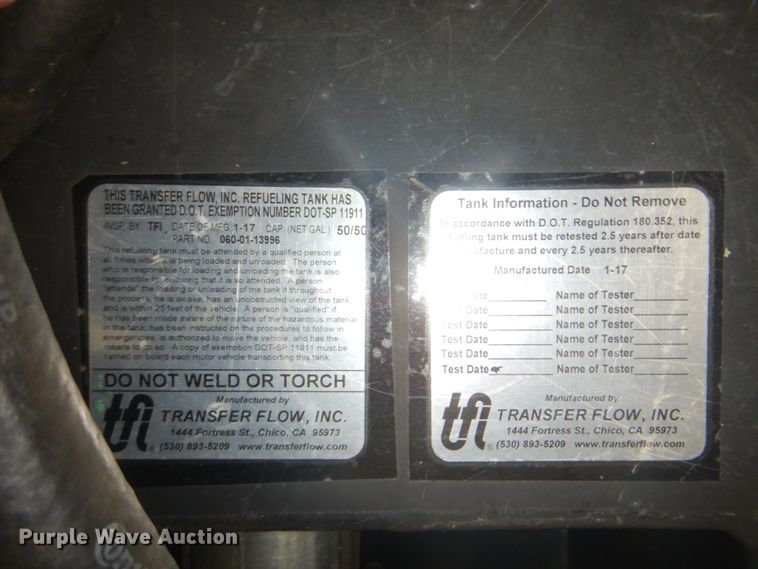 THIS TRANSFER FLOW, INC. REFUELING TANK HAS
BEEN GRANTED D.O.T. EXEMPTION NUMBER DOT-SP 11911
INSP. BY TFI DATE OF MFG 1-17 CAP (NET GAL) 50/50
PART NO. 060-01-13996
This refueling tank must be attended by a qualified person at
all times when it is being loaded and unloaded. The person
who is responsible for loading and unloading the tank is also
responsible for ensuring that it is so attended. A person
"attends" the loading or unloading of the tank if throughout
the process, he is awake, has an unobstructed view of the tank
and is within 25 feet of the vehicle. A person is "qualified" if
he has been made aware of the nature of the hazardous material
in the tank, has been instructed on the procedures to follow in
emergencies, is authorized to move the vehicle, and has the
means to do so. A copy of exemption DOT-SP 11911 must be
carried on board each motor vehicle transporting this tank.
DO NOT WELD OR TORCH
Manufactured by
tfi ® TRANSFER FLOW, INC.
1444 Fortress St., Chico, CA 95973
(530) 893-5209 www.transferflow.com
Tank Information - Do Not Remove
In accordance with D.O.T. Regulation 180.352, this
tank must be retested 2.5 years after date
and every 2.5 years thereafter.
Manufactured Date 1-17
Name of Tester
Name of Tester
Test Date Name of Tester
Test Date Name of Tester
Test Date Name of Tester
Test Date Name of Tester
Manufactured by
tfi ® TRANSFER FLOW, INC.
1444 Fortress St., Chico, CA 95973
(530) 893-5209 www.transferflow.com
Purple Wave Auction